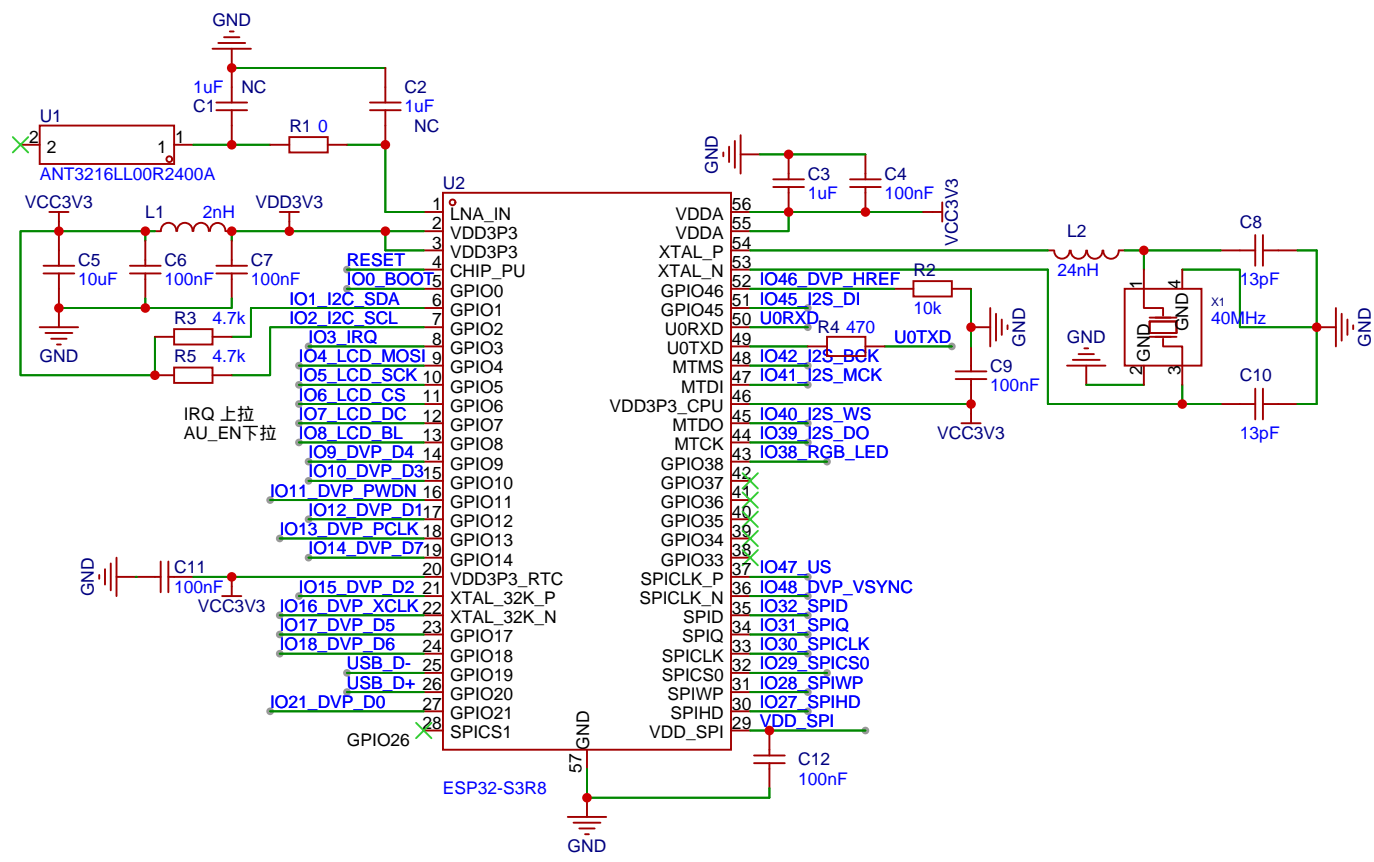 GND
1uF NC
C1
C2
1uF
NC
U1
2
2
1
1
ANT3216LL00R2400A
R1 0
VCC3V3
L1
2nH
VDD3V3
C5
10uF
C6
100nF
C7
100nF
GND
R3 4.7k
R5 4.7k
IRQ 上拉
AU_EN下拉
GND
C11
100nF
VCC3V3
U2
1 LNA_IN
2 VDD3P3
3 VDD3P3
RESET 4 CHIP_PU
IO0_BOOT 5 GPIO0
IO1_I2C_SDA 6 GPIO1
IO2_I2C_SCL 7 GPIO2
IO3_IRQ 8 GPIO3
IO4_LCD_MOSI 9 GPIO4
IO5_LCD_SCK 10 GPIO5
IO6_LCD_CS 11 GPIO6
IO7_LCD_DC 12 GPIO7
IO8_LCD_BL 13 GPIO8
IO9_DVP_D4 14 GPIO9
IO10_DVP_D3 15 GPIO10
IO11_DVP_PWDN 16 GPIO11
IO12_DVP_D1 17 GPIO12
IO13_DVP_PCLK 18 GPIO13
IO14_DVP_D7 19 GPIO14
20 VDD3P3_RTC
IO15_DVP_D2 21 XTAL_32K_P
IO16_DVP_XCLK 22 XTAL_32K_N
IO17_DVP_D5 23 GPIO17
IO18_DVP_D6 24 GPIO18
USB_D- 25 GPIO19
USB_D+ 26 GPIO20
IO21_DVP_D0 27 GPIO21
GPIO26 28 SPICS1
VDDA 56
VDDA 55
XTAL_P 54
XTAL_N 53
GPIO46 52 IO46_DVP_HREF
GPIO45 51 IO45_I2S_DI
U0RXD 50 U0RXD
U0TXD 49
MTMS 48 IO42_I2S_BCK
MTDI 47 IO41_I2S_MCK
VDD3P3_CPU 46
MTDO 45 IO40_I2S_WS
MTCK 44 IO39_I2S_DO
GPIO38 43 IO38_RGB_LED
GPIO37 42
GPIO36 41
GPIO35 40
GPIO34 39
GPIO33 38
SPICLK_P 37 IO47_US
SPICLK_N 36 IO48_DVP_VSYNC
SPID 35 IO32_SPID
SPIQ 34 IO31_SPIQ
SPICLK 33 IO30_SPICLK
SPICS0 32 IO29_SPICS0
SPIWP 31 IO28_SPIWP
SPIHD 30 IO27_SPIHD
VDD_SPI 29 VDD_SPI
57 GND
ESP32-S3R8
GND
C12
100nF
GND
C3
1uF
C4
100nF
VCC3V3
R2
10k
R4 470
U0TXD
GND
C9
100nF
VCC3V3
L2
24nH
C8
13pF
1
4
GND
GND
2
3
X1
40MHz
GND
C10
13pF
GND